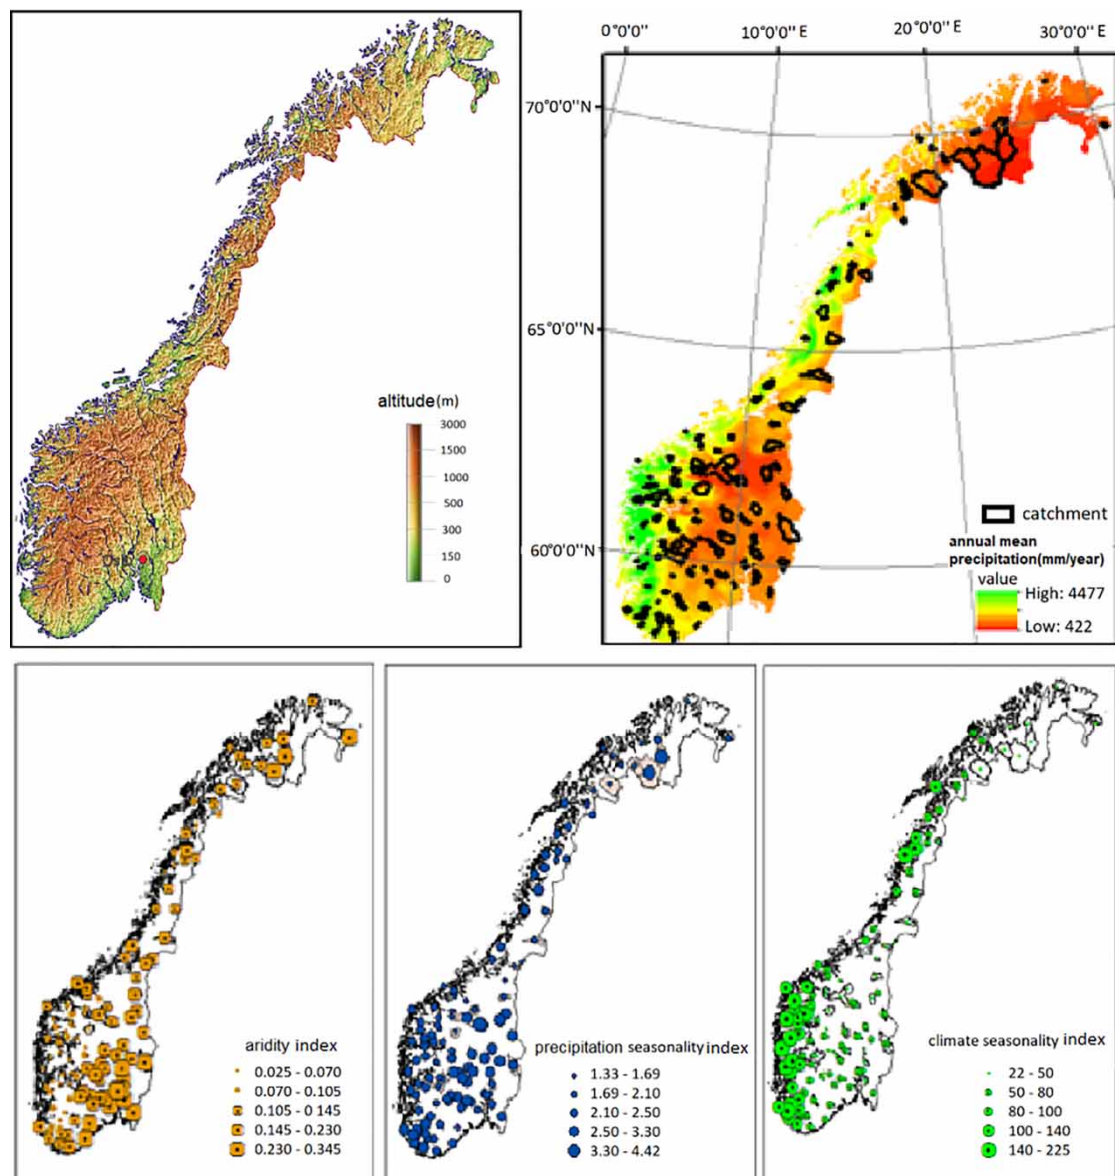 altitude(m)
3000
1500
1000
500
300
150
0
0°0'0" 10°0'0"E 20°0'0"E 30°0'0"E
70°0'0"N
65°0'0"N
60°0'0"N
catchment
annual mean
precipitation(mm/year)
value
High: 4477
Low: 422
aridity index
0.025 - 0.070
0.070 - 0.105
0.105 - 0.145
0.145 - 0.230
0.230 - 0.345
precipitation seasonality index
1.33 - 1.69
1.69 - 2.10
2.10 - 2.50
2.50 - 3.30
3.30 - 4.42
climate seasonality index
22 - 50
50 - 80
80 - 100
100 - 140
140 - 225